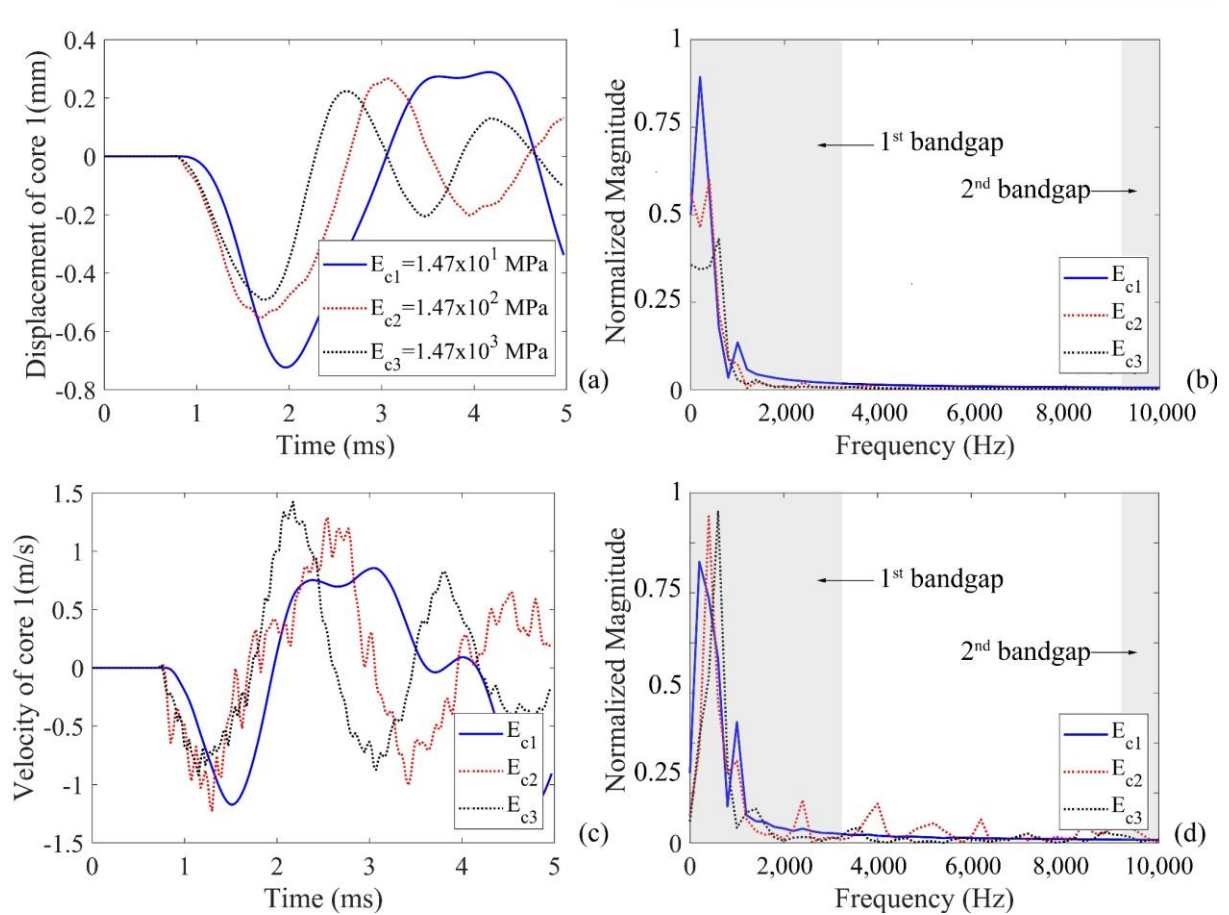 0.4
0.2
0
-0.2
-0.4
-0.6
-0.8
Displacement of core 1(mm)
E_c1=1.47x10^1 MPa
E_c2=1.47x10^2 MPa
E_c3=1.47x10^3 MPa
(a)
0 1 2 3 4 5
Time (ms)
1
0.75
0.5
0.25
0
Normalized Magnitude
1st bandgap
2nd bandgap
E_c1
E_c2
E_c3
(b)
0 2,000 4,000 6,000 8,000 10,000
Frequency (Hz)
1.5
1
0.5
0
-0.5
-1
-1.5
Velocity of core 1(m/s)
E_c1
E_c2
E_c3
(c)
0 1 2 3 4 5
Time (ms)
1
0.75
0.5
0.25
0
Normalized Magnitude
1st bandgap
2nd bandgap
E_c1
E_c2
E_c3
(d)
0 2,000 4,000 6,000 8,000 10,000
Frequency (Hz)